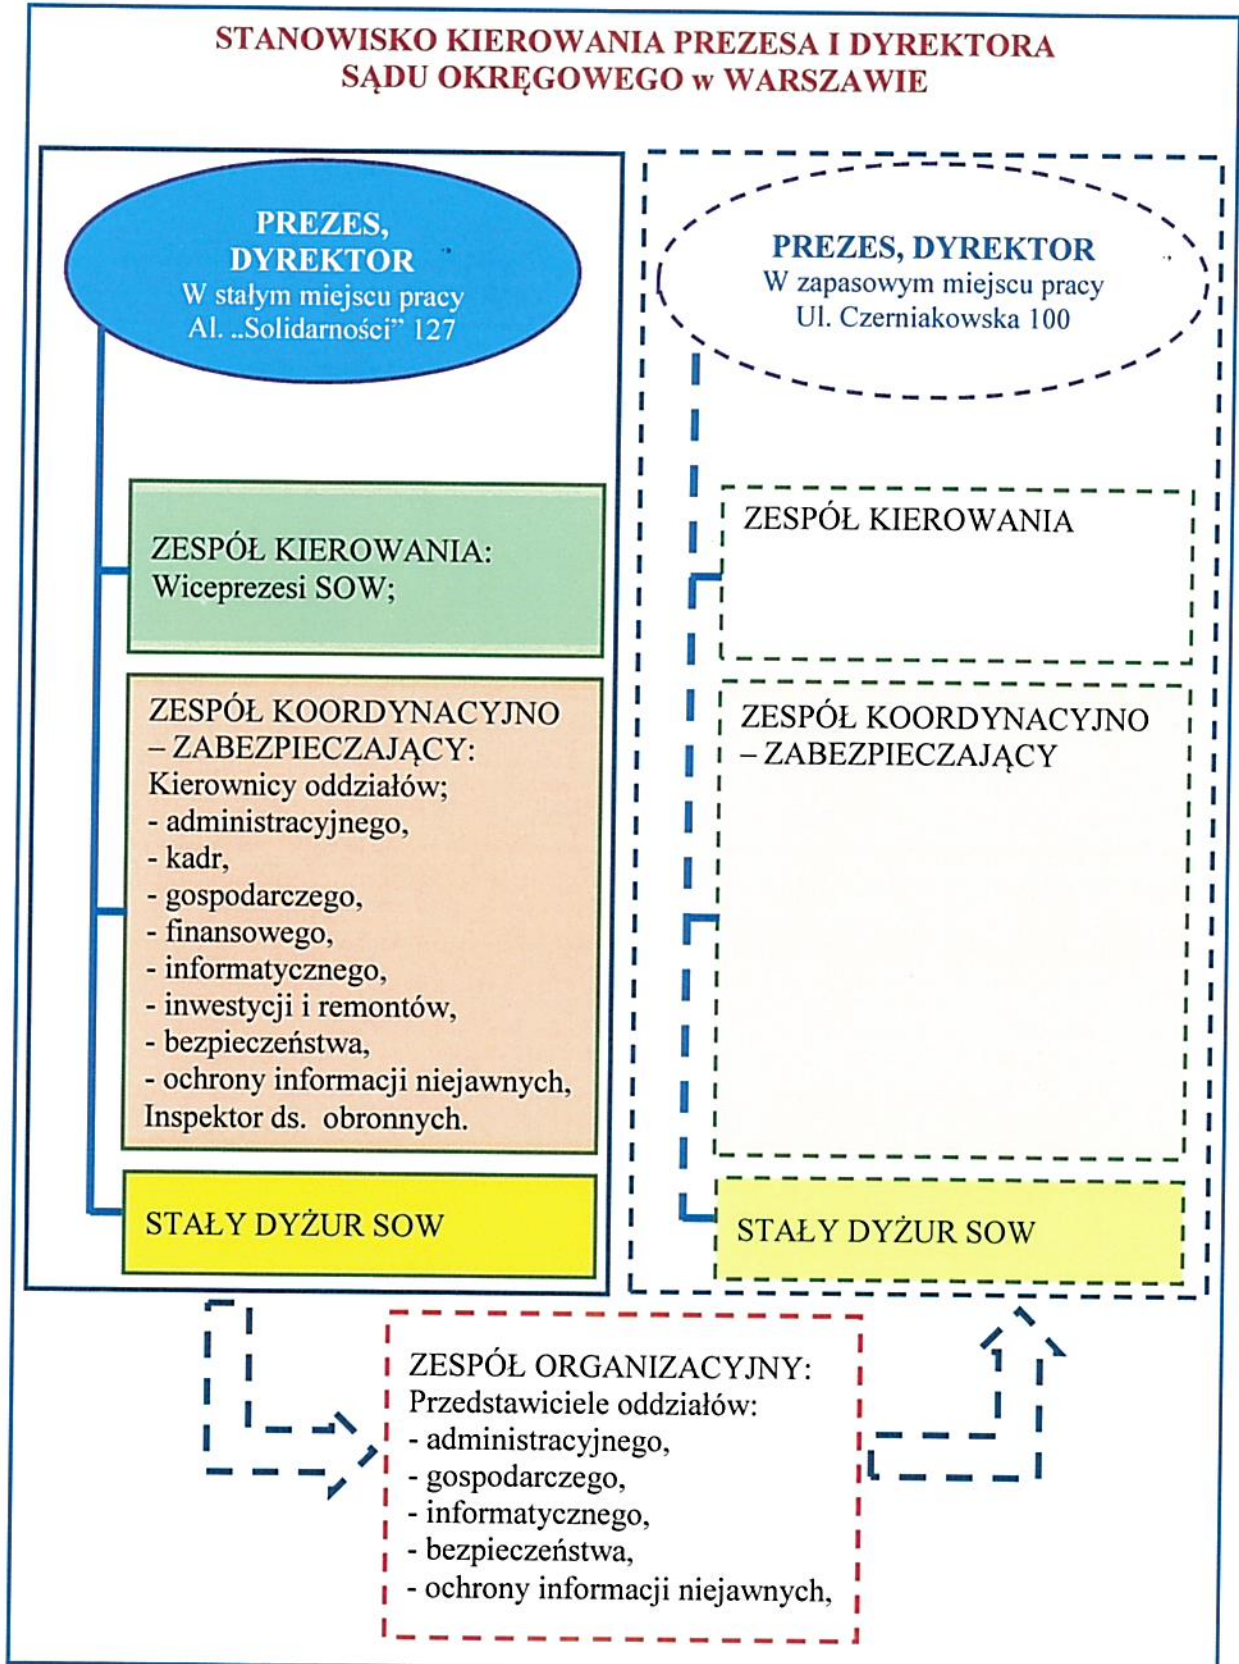 STANOWISKO KIEROWANIA PREZESA I DYREKTORA
SĄDU OKRĘGOWEGO w WARSZAWIE
PREZES,
DYREKTOR
W stałym miejscu pracy
Al. „Solidarności” 127
ZESPÓŁ KIEROWANIA:
Wiceprezesi SOW;
ZESPÓŁ KOORDYNACYJNO
– ZABEZPIECZAJĄCY:
Kierownicy oddziałów;
- administracyjnego,
- kadr,
- gospodarczego,
- finansowego,
- informatycznego,
- inwestycji i remontów,
- bezpieczeństwa,
- ochrony informacji niejawnych,
Inspektor ds. obronnych.
STAŁY DYŻUR SOW
PREZES, DYREKTOR
W zapasowym miejscu pracy
Ul. Czerniakowska 100
ZESPÓŁ KIEROWANIA
ZESPÓŁ KOORDYNACYJNO
– ZABEZPIECZAJĄCY
STAŁY DYŻUR SOW
ZESPÓŁ ORGANIZACYJNY:
Przedstawiciele oddziałów:
- administracyjnego,
- gospodarczego,
- informatycznego,
- bezpieczeństwa,
- ochrony informacji niejawnych,